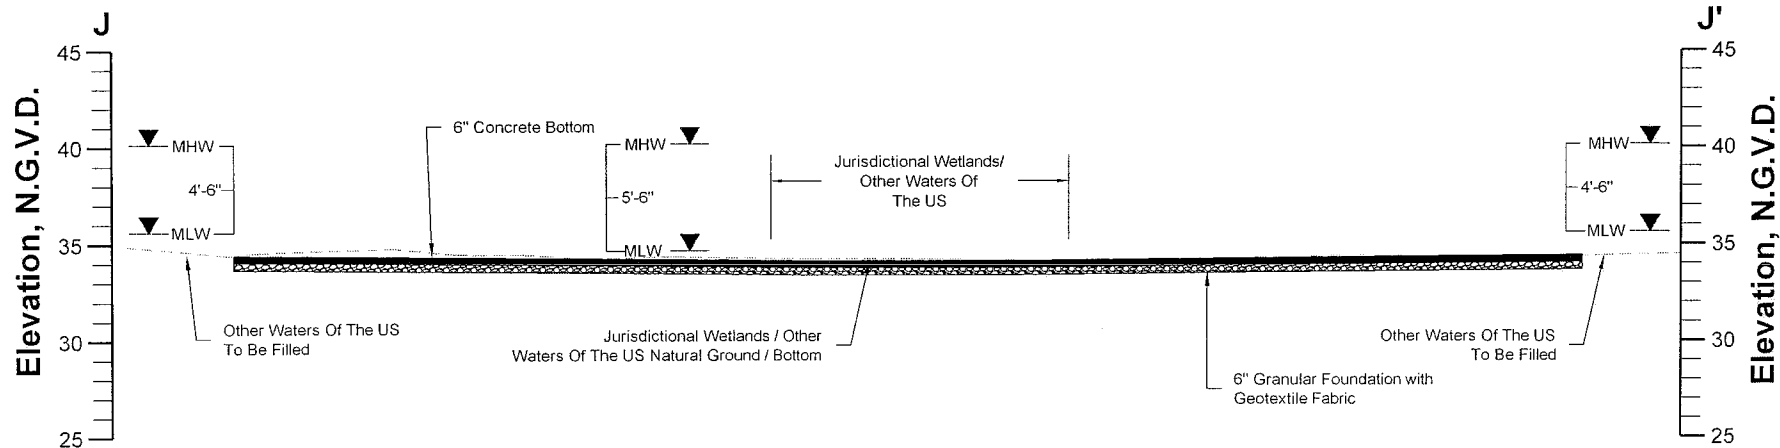 J
J'
45
40
35
30
25
Elevation, N.G.V.D.
MHW
4'-6"
MLW
6" Concrete Bottom
MHW
5'-6"
MLW
Jurisdictional Wetlands/
Other Waters Of
The US
MHW
4'-6"
MLW
Other Waters Of The US
To Be Filled
Jurisdictional Wetlands / Other
Waters Of The US Natural Ground / Bottom
6" Granular Foundation with
Geotextile Fabric
Other Waters Of The US
To Be Filled
45
40
35
30
25
Elevation, N.G.V.D.